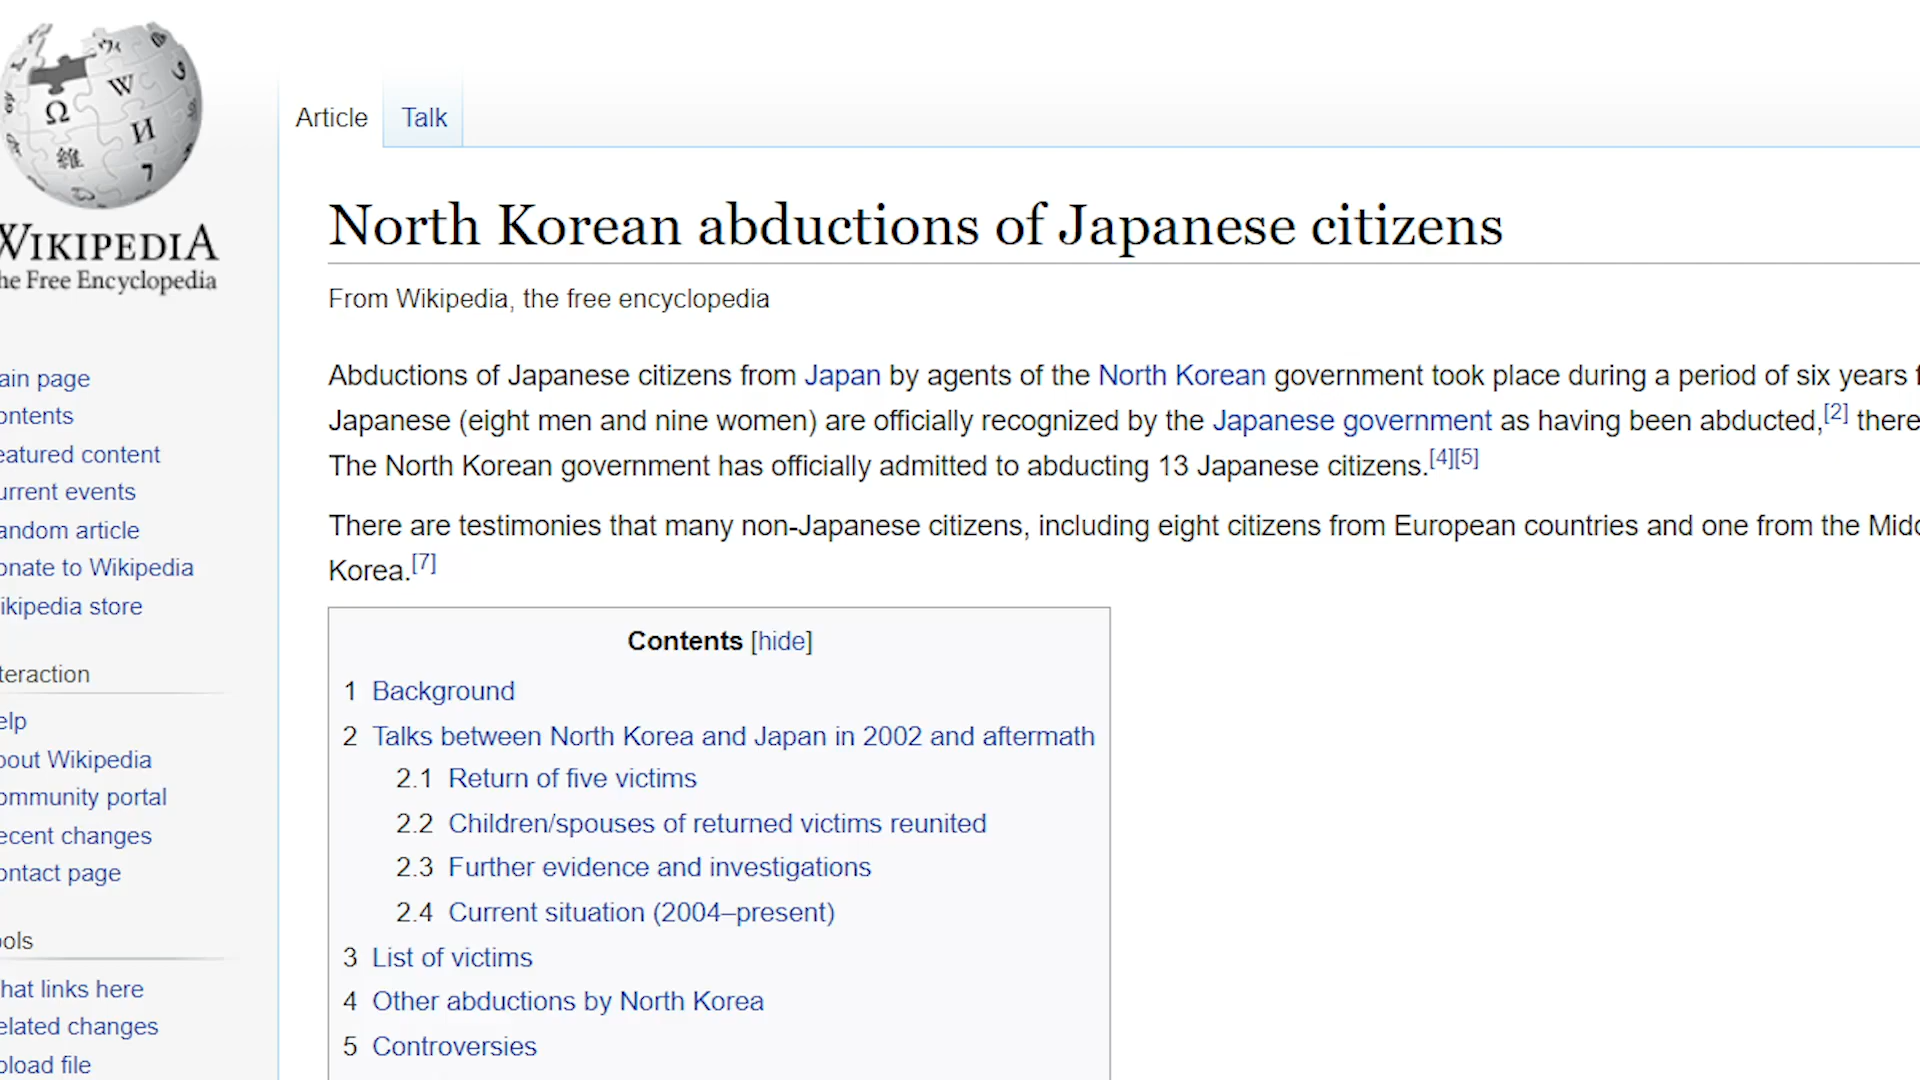 WIKIPEDIA
he Free Encyclopedia
ain page
ontents
eatured content
urrent events
andom article
onate to Wikipedia
ikipedia store
teraction
elp
bout Wikipedia
ommunity portal
ecent changes
ontact page
ools
hat links here
elated changes
pload file
Article Talk
North Korean abductions of Japanese citizens
From Wikipedia, the free encyclopedia
Abductions of Japanese citizens from Japan by agents of the North Korean government took place during a period of six years f
Japanese (eight men and nine women) are officially recognized by the Japanese government as having been abducted,[2] there
The North Korean government has officially admitted to abducting 13 Japanese citizens.[4][5]
There are testimonies that many non-Japanese citizens, including eight citizens from European countries and one from the Midd
Korea.[7]
Contents [hide]
1 Background
2 Talks between North Korea and Japan in 2002 and aftermath
2.1 Return of five victims
2.2 Children/spouses of returned victims reunited
2.3 Further evidence and investigations
2.4 Current situation (2004–present)
3 List of victims
4 Other abductions by North Korea
5 Controversies